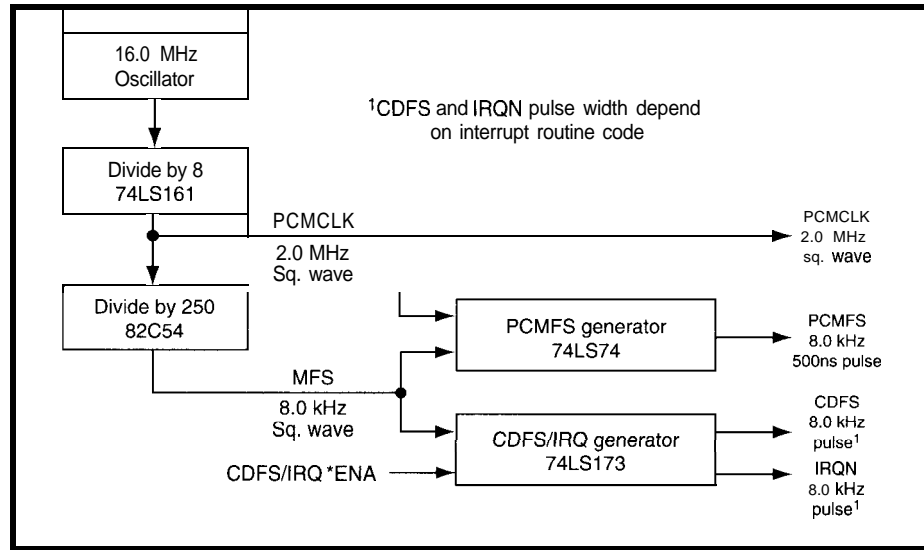 16.0 MHz
Oscillator
¹CDFS and IRQN pulse width depend
on interrupt routine code
Divide by 8
74LS161
PCMCLK
2.0 MHz
Sq. wave
PCMCLK
2.0 MHz
sq. wave
Divide by 250
82C54
PCMFS generator
74LS74
PCMFS
8.0 kHz
500ns pulse
MFS
8.0 kHz
Sq. wave
CDFS/IRQ *ENA
CDFS/IRQ generator
74LS173
CDFS
8.0 kHz
pulse¹
IRQN
8.0 kHz
pulse¹